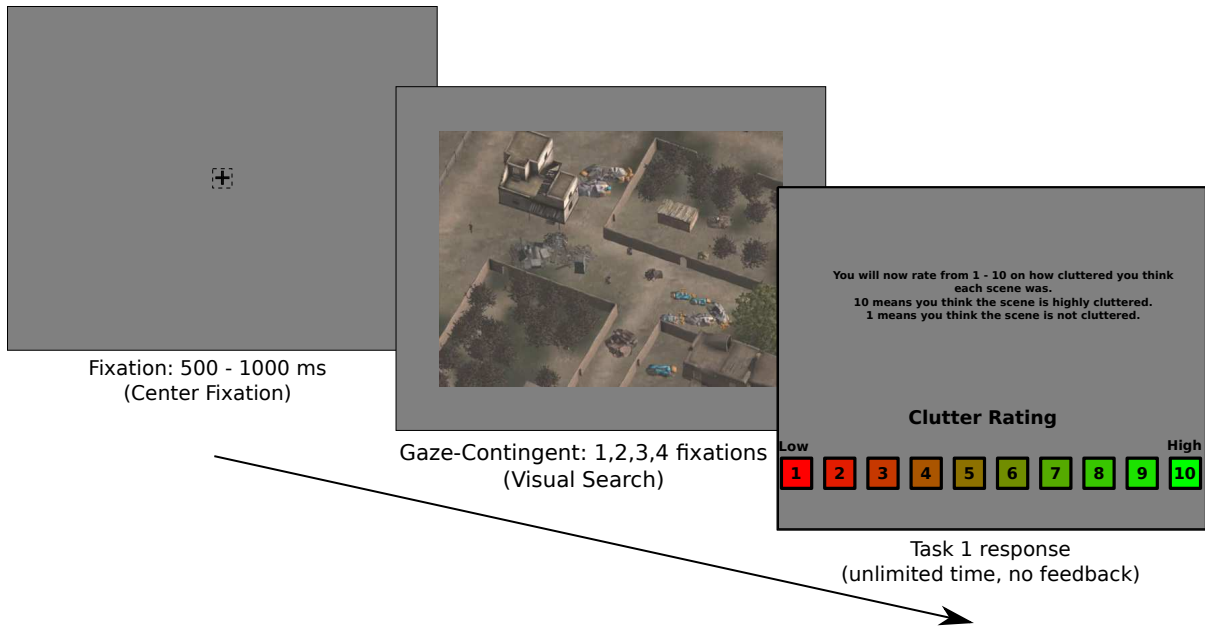 Fixation: 500 - 1000 ms
(Center Fixation)
Gaze-Contingent: 1,2,3,4 fixations
(Visual Search)
You will now rate from 1 - 10 on how cluttered you think
each scene was.
10 means you think the scene is highly cluttered.
1 means you think the scene is not cluttered.
Clutter Rating
Low High
1 2 3 4 5 6 7 8 9 10
Task 1 response
(unlimited time, no feedback)